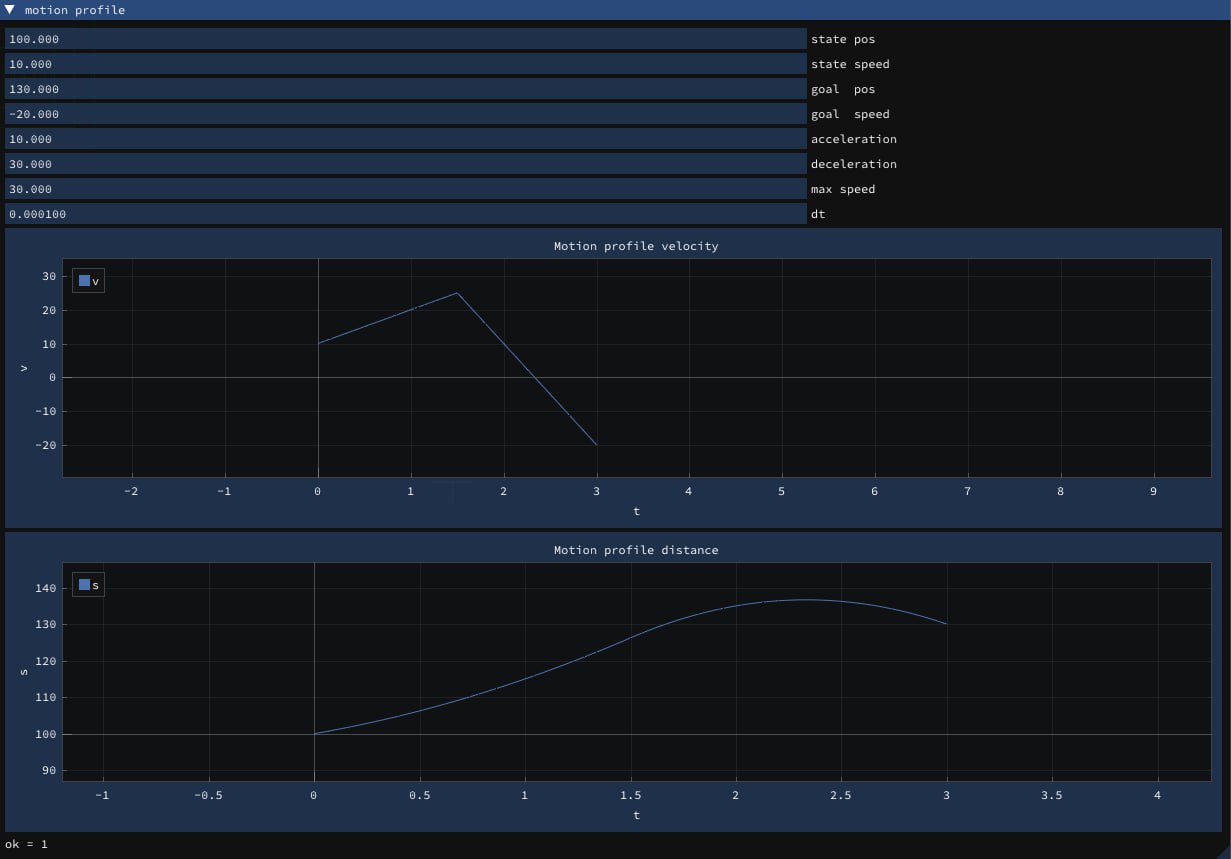 motion profile
100.000 state pos
10.000 state speed
130.000 goal  pos
-20.000 goal  speed
10.000 acceleration
30.000 deceleration
30.000 max speed
0.000100 dt
Motion profile velocity
v
30
20
10
0
-10
-20
v
-2 -1 0 1 2 3 4 5 6 7 8 9
t
Motion profile distance
s
140
130
120
110
100
90
s
-1 -0.5 0 0.5 1 1.5 2 2.5 3 3.5 4
t
ok = 1